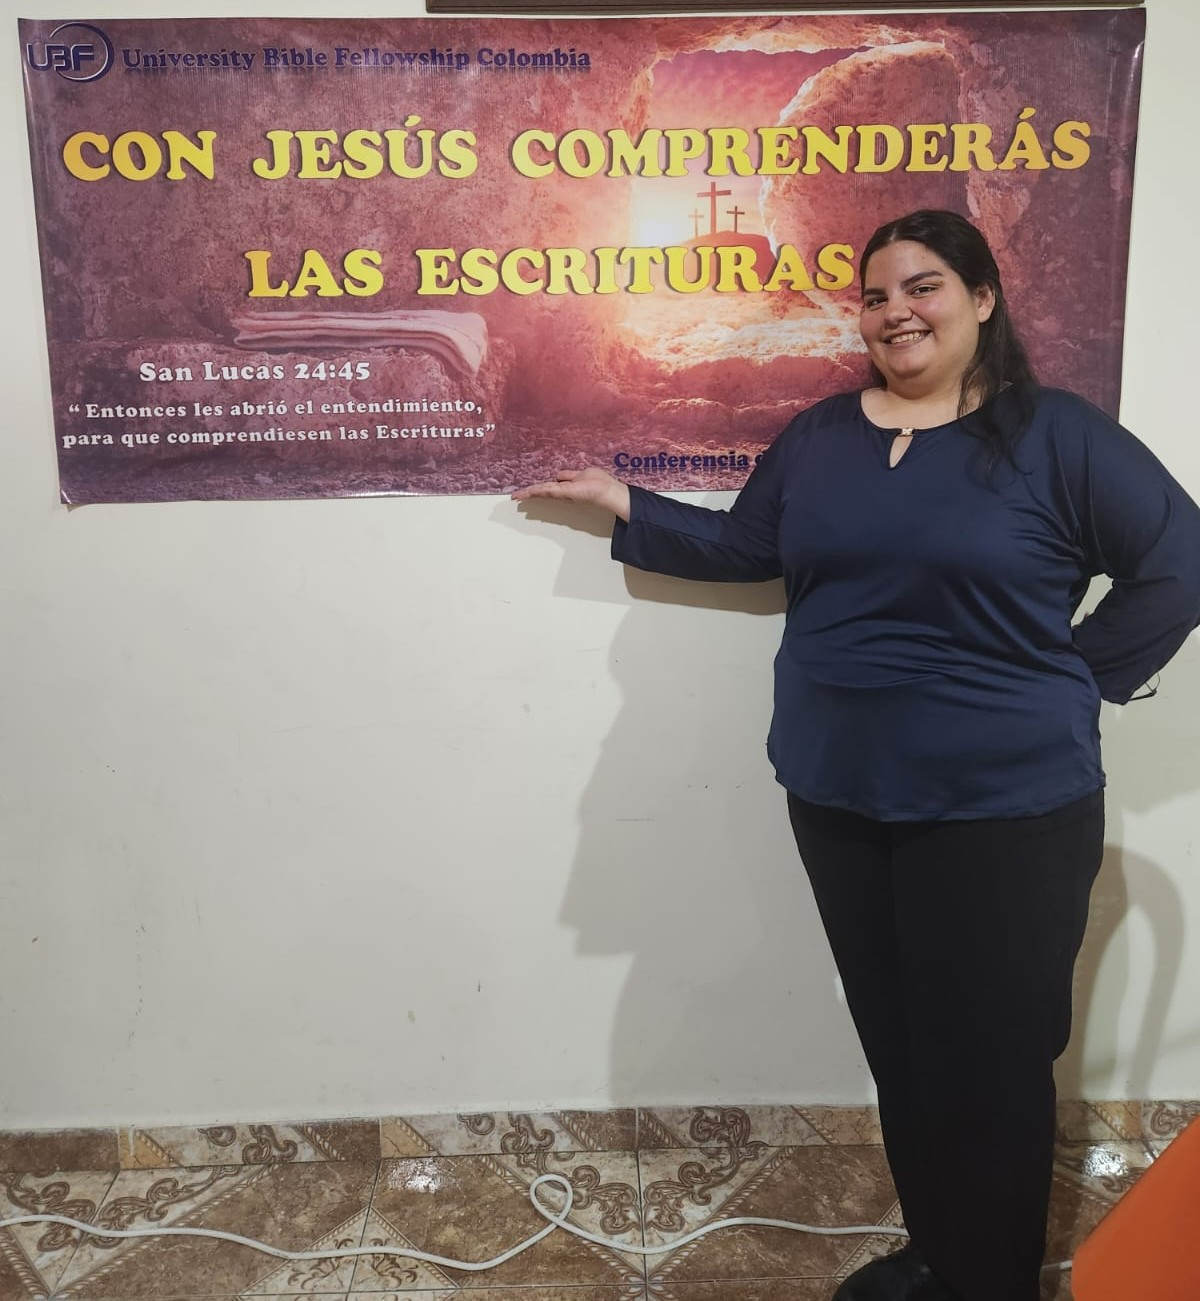 UBF University Bible Fellowship Colombia
CON JESÚS COMPRENDERÁS
LAS ESCRITURAS
San Lucas 24:45
“ Entonces les abrió el entendimiento,
para que comprendiesen las Escrituras”
Conferencia